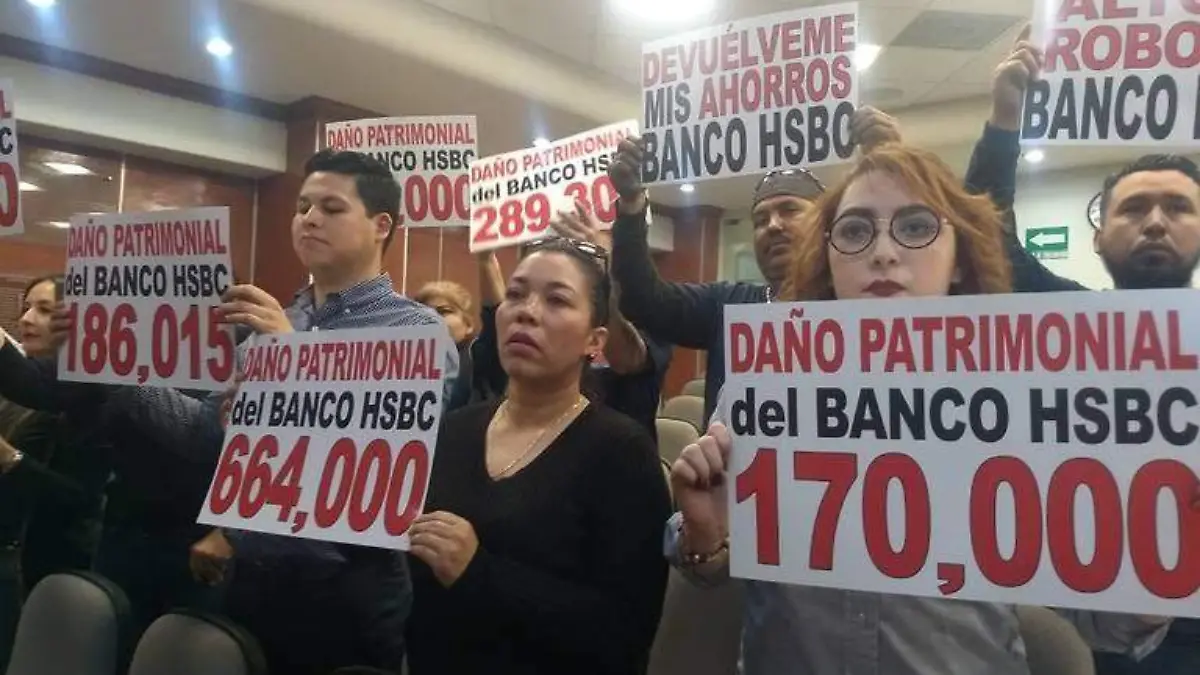 DAÑO PATRIMONIAL
del BANCO HSBC
186,015
DAÑO PATRIMONIAL
BANCO HSBC
000
DAÑO PATRIMONIAL
del BANCO
289,30
DEVUÉLVEME
MIS AHORROS
BANCO HSBC
ALTO
ROBO
BANCO
DAÑO PATRIMONIAL
del BANCO HSBC
664,000
DAÑO PATRIMONIAL
del BANCO HSBC
170,000